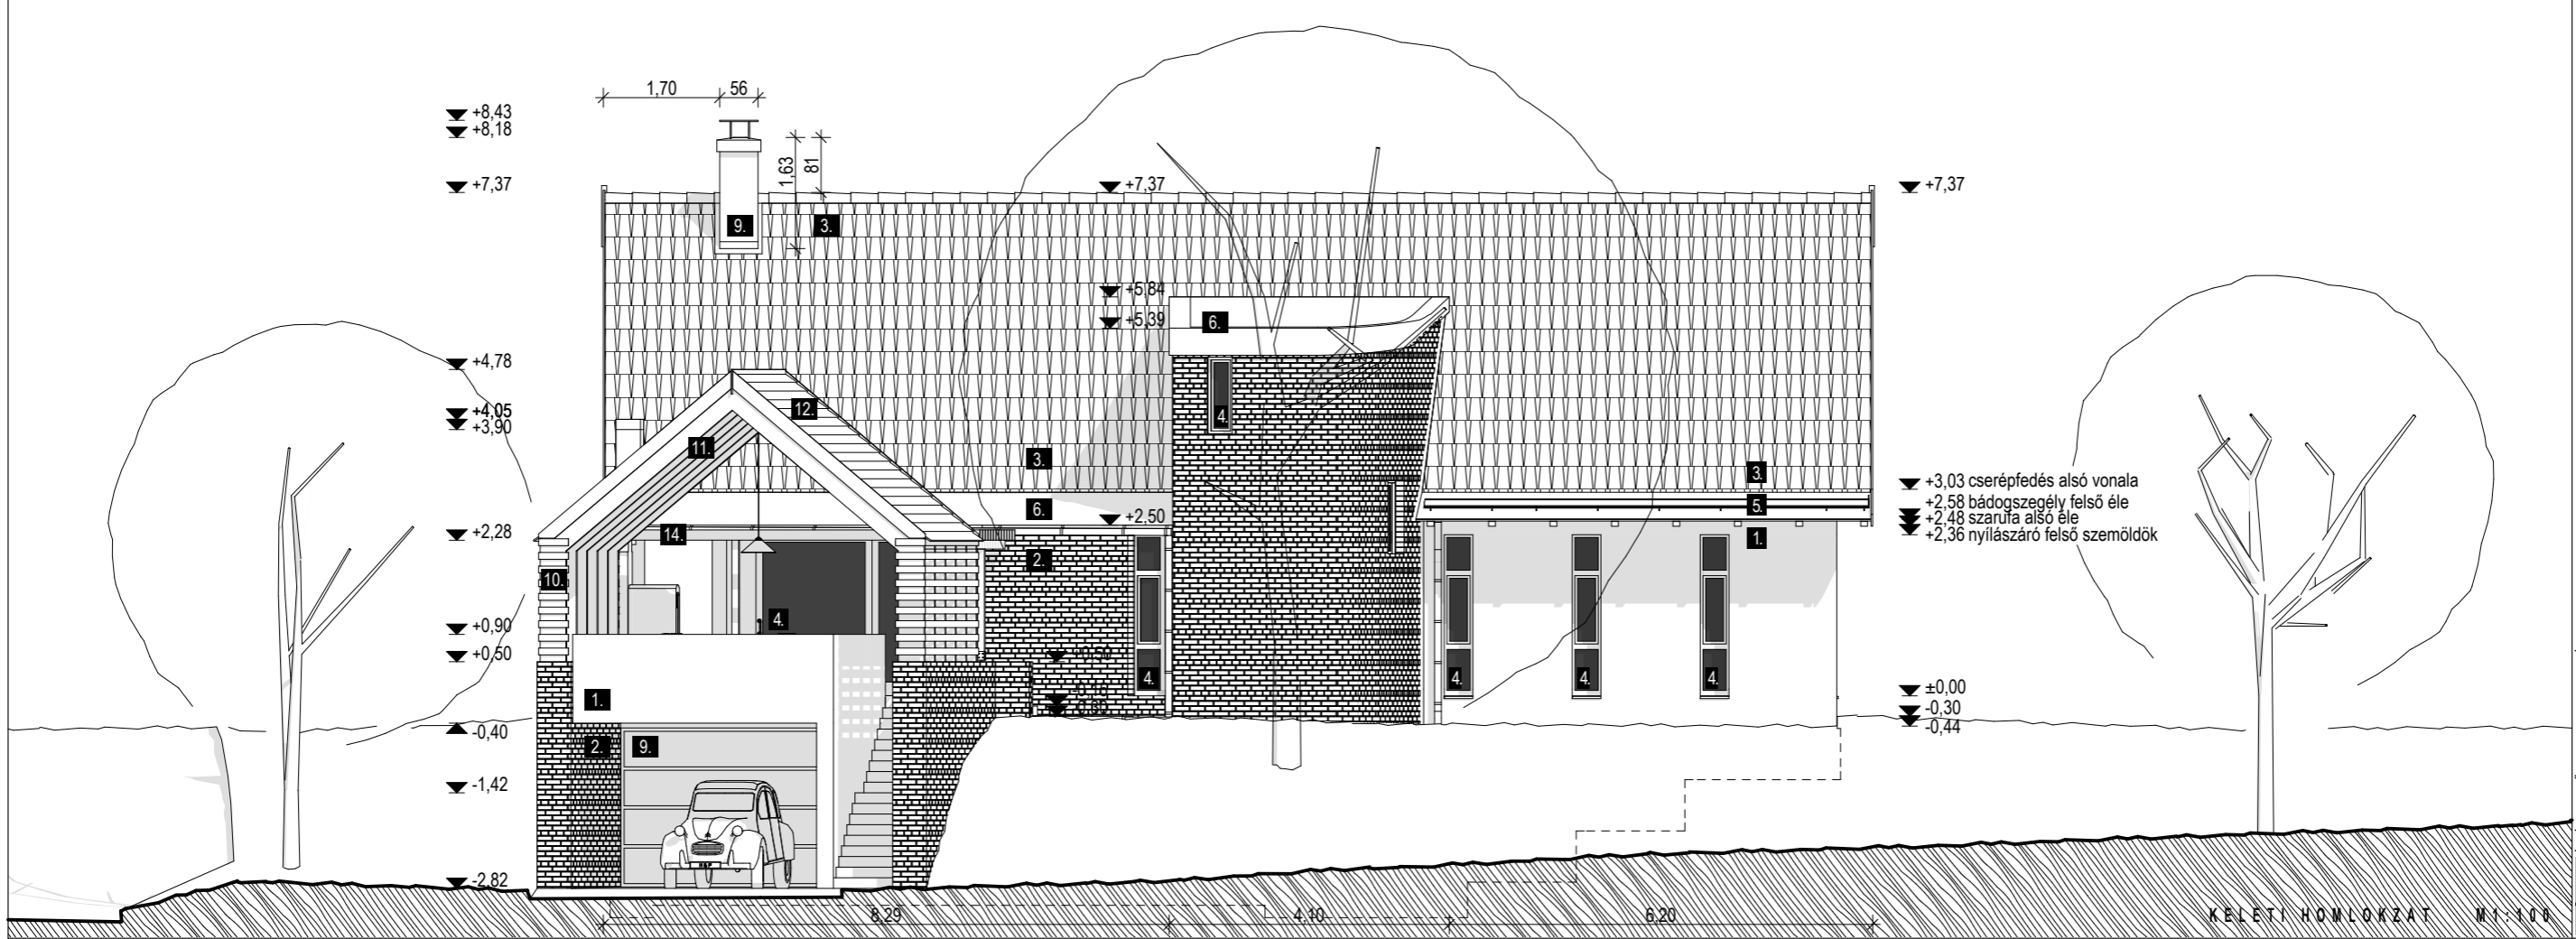 1,70 56
+8,43
+8,18
1,63 81
+7,37 +7,37 +7,37
9. 3.
+5,84
+5,39 6.
+4,78
12.
+4,05 4.
+3,90
11.
3. 3.
+3,03 cserépfedés alsó vonala
6. 5. +2,58 bádogszegély felső éle
+2,50 +2,48 szarufa alsó éle
+2,28 14. 1. +2,36 nyílászáró felső szemöldök
2.
10.
+0,90 4.
+0,50 +0,50
4. 4. 4. 4.
1. ±0,00
-0,30
-0,40 -0,44
2. 9.
-1,42
-2,82
8,29 4,10 6,20
KELETI HOMLOKZAT M1:100